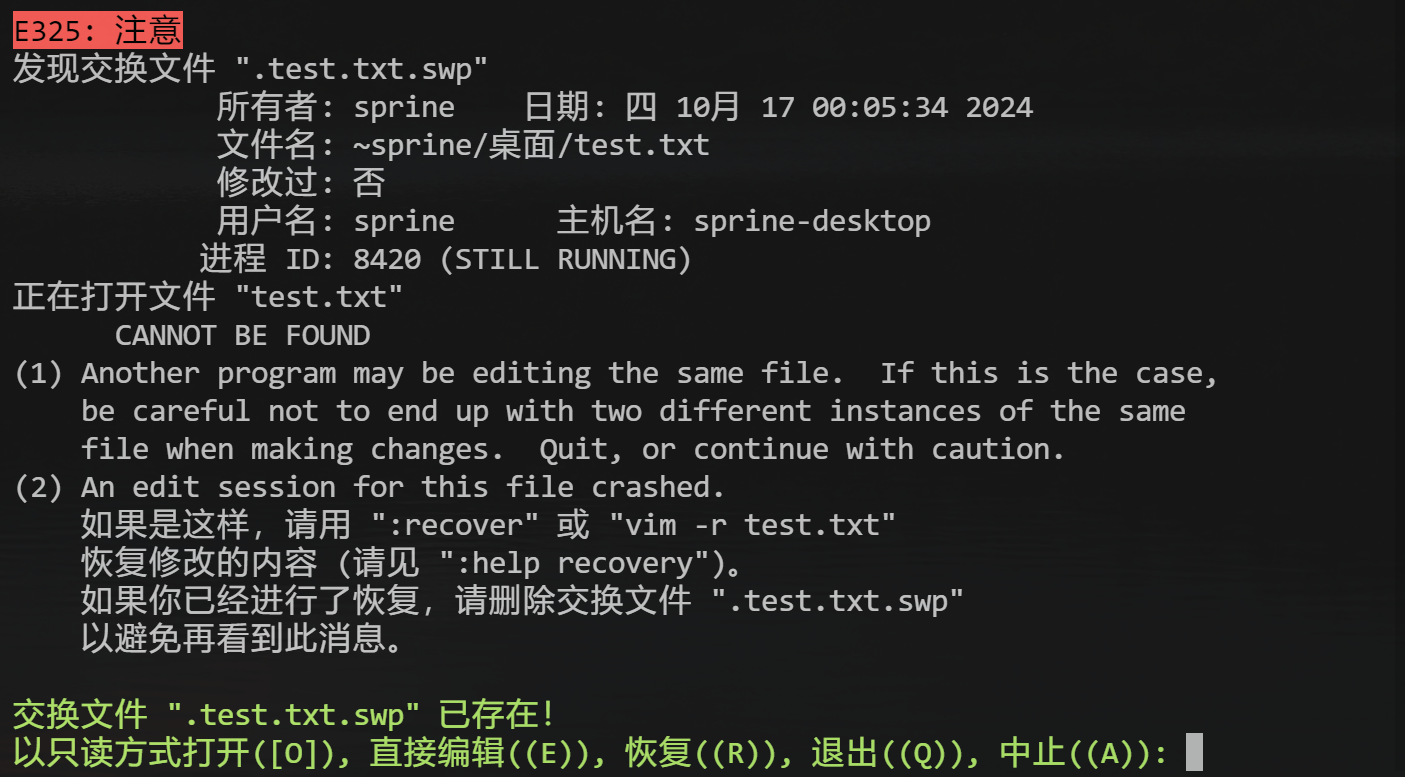 E325: 注意
发现交换文件 ".test.txt.swp"
所有者: sprine    日期: 四 10月 17 00:05:34 2024
文件名: ~sprine/桌面/test.txt
修改过: 否
用户名: sprine      主机名: sprine-desktop
进程 ID: 8420 (STILL RUNNING)
正在打开文件 "test.txt"
CANNOT BE FOUND
(1) Another program may be editing the same file.  If this is the case,
be careful not to end up with two different instances of the same
file when making changes.  Quit, or continue with caution.
(2) An edit session for this file crashed.
如果是这样，请用 ":recover" 或 "vim -r test.txt"
恢复修改的内容 (请见 ":help recovery")。
如果你已经进行了恢复，请删除交换文件 ".test.txt.swp"
以避免再看到此消息。
交换文件 ".test.txt.swp" 已存在！
以只读方式打开([O]), 直接编辑((E)), 恢复((R)), 退出((Q)), 中止((A)):